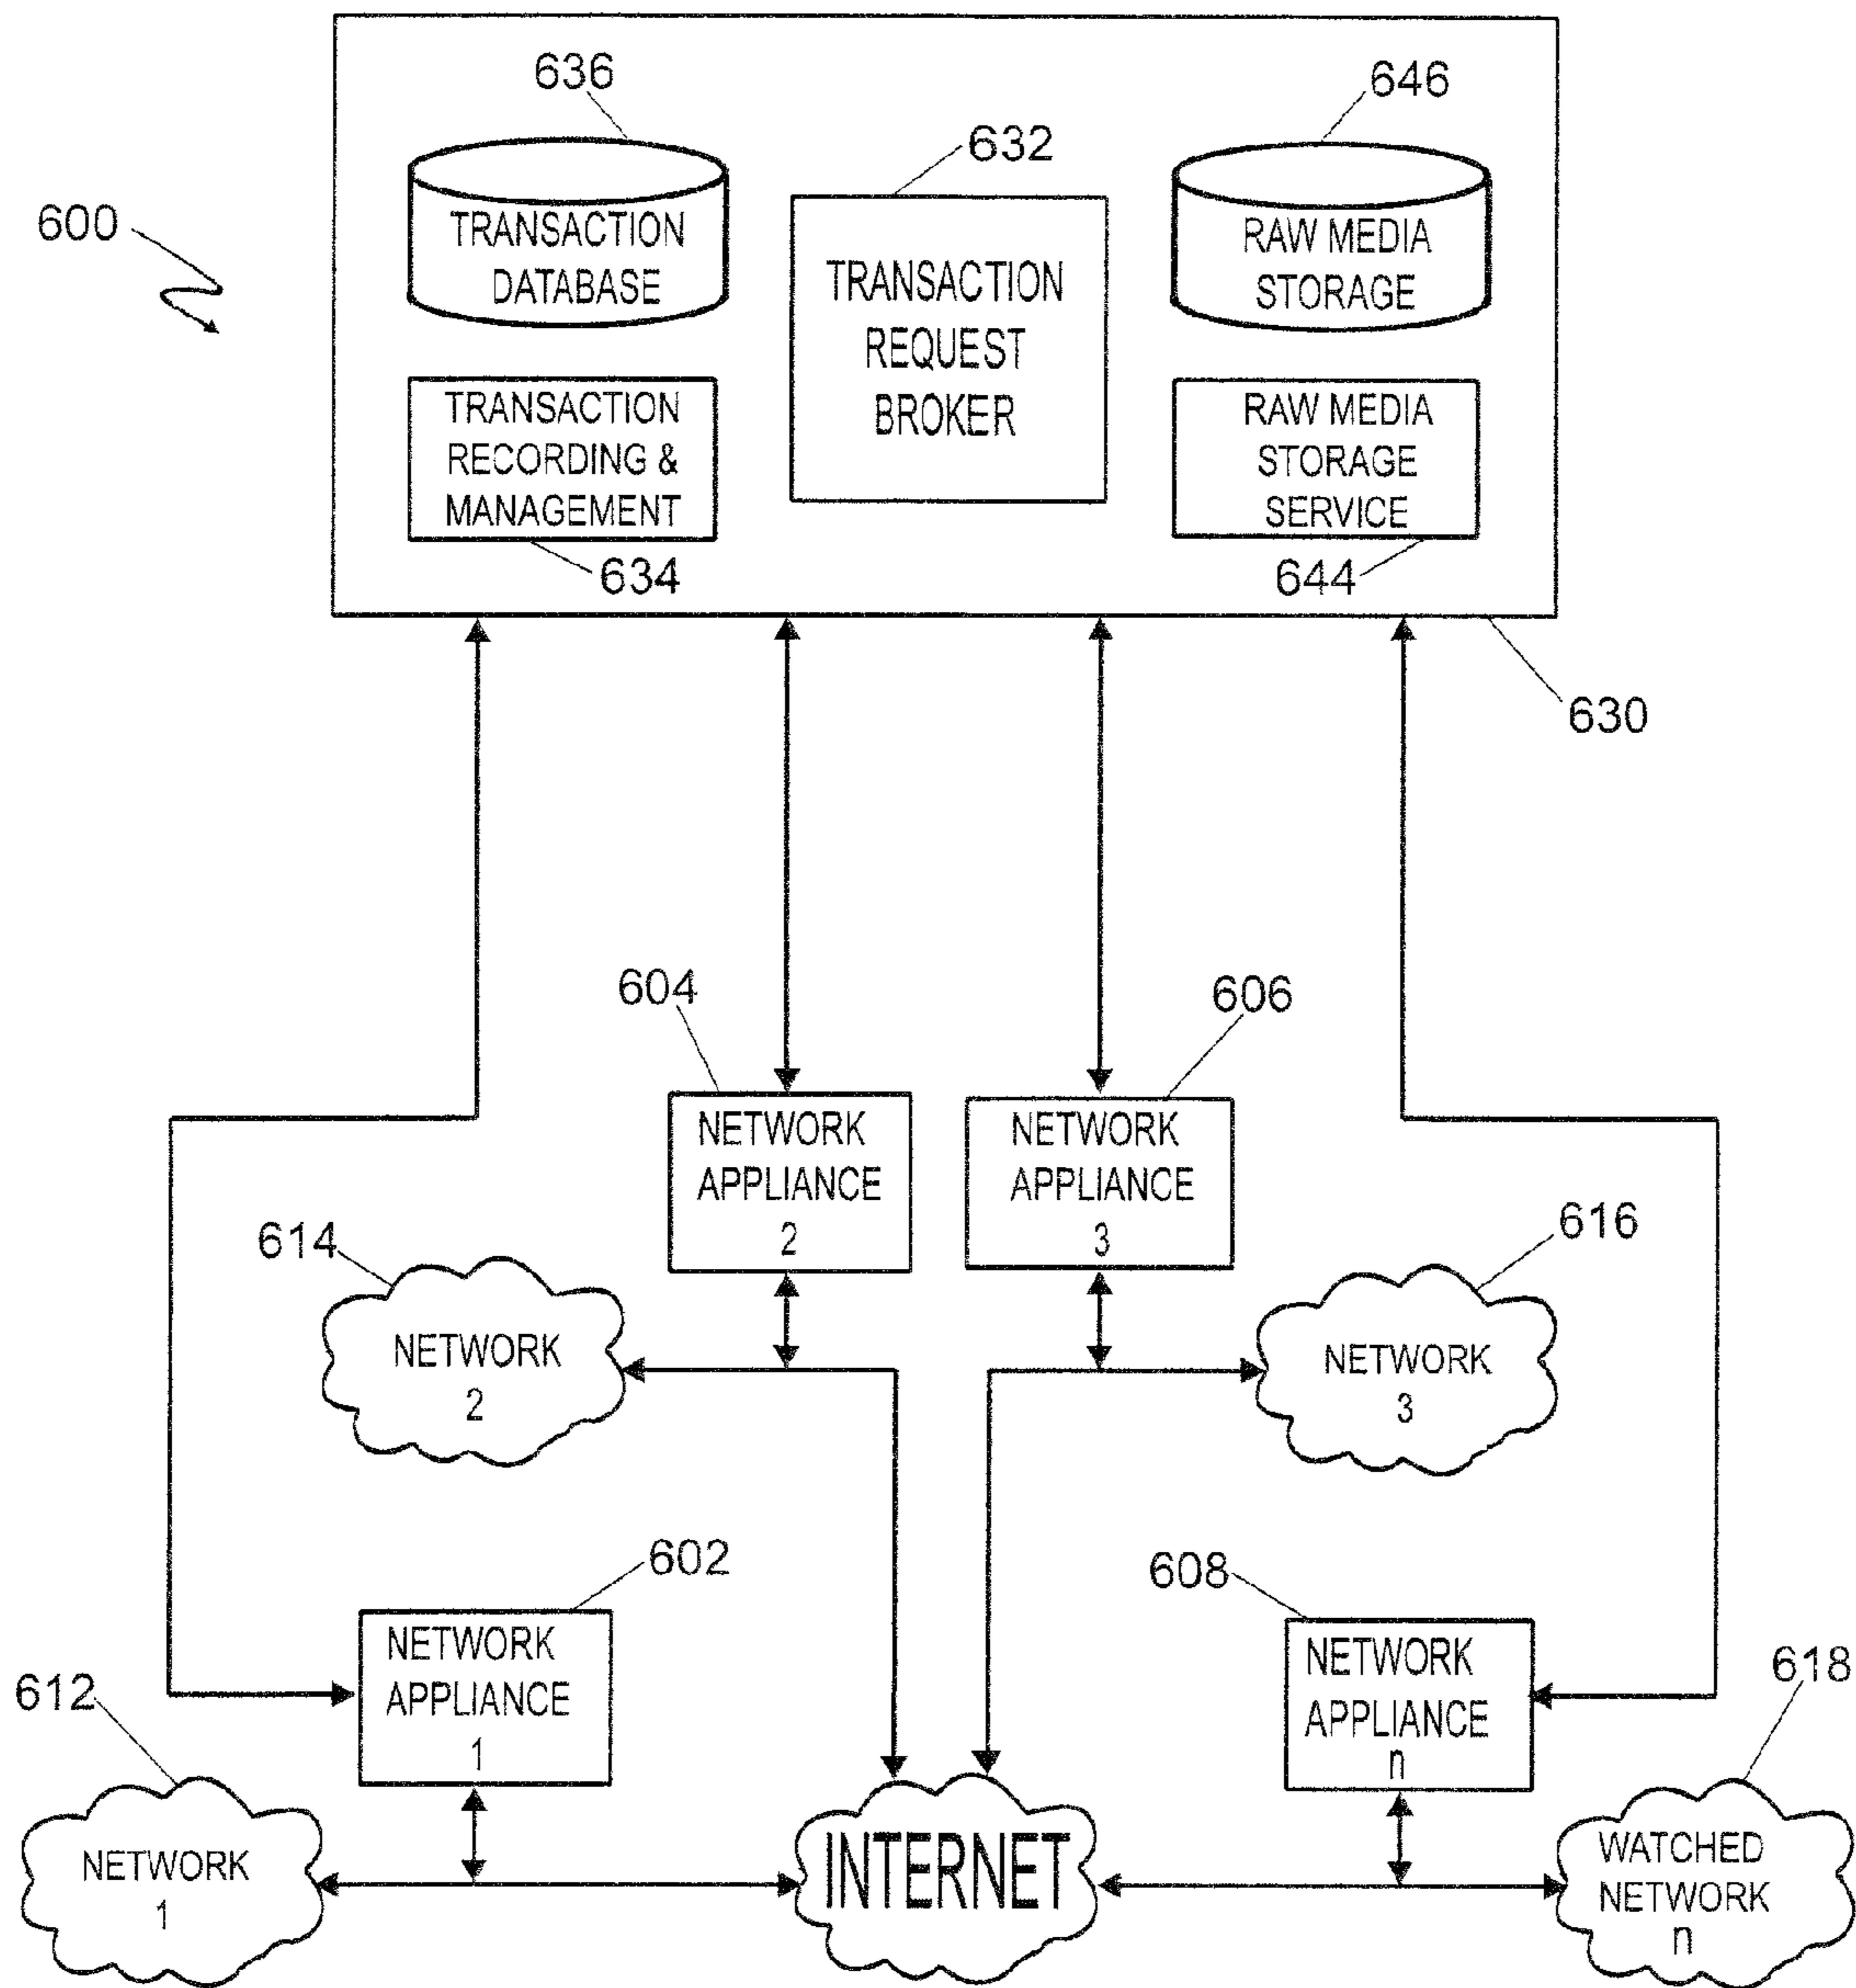 636
646
632
600
TRANSACTION
DATABASE
TRANSACTION
REQUEST
BROKER
RAW MEDIA
STORAGE
TRANSACTION
RECORDING &
MANAGEMENT
RAW MEDIA
STORAGE
SERVICE
634
644
630
604
606
NETWORK
APPLIANCE
2
NETWORK
APPLIANCE
3
614
616
NETWORK
2
NETWORK
3
602
608
NETWORK
APPLIANCE
1
NETWORK
APPLIANCE
n
612
618
NETWORK
1
INTERNET
WATCHED
NETWORK
n